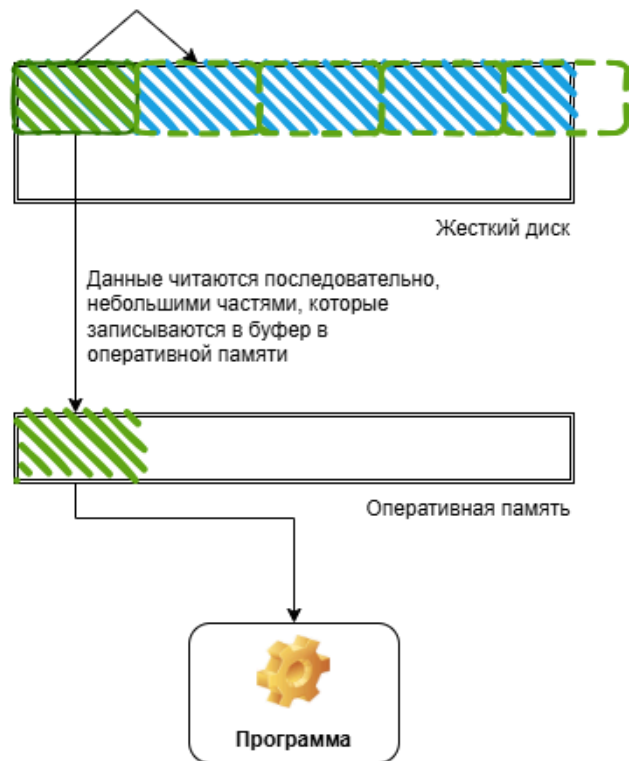 Жесткий диск
Данные читаются последовательно,
небольшими частями, которые
записываются в буфер в
оперативной памяти
Оперативная память
Программа